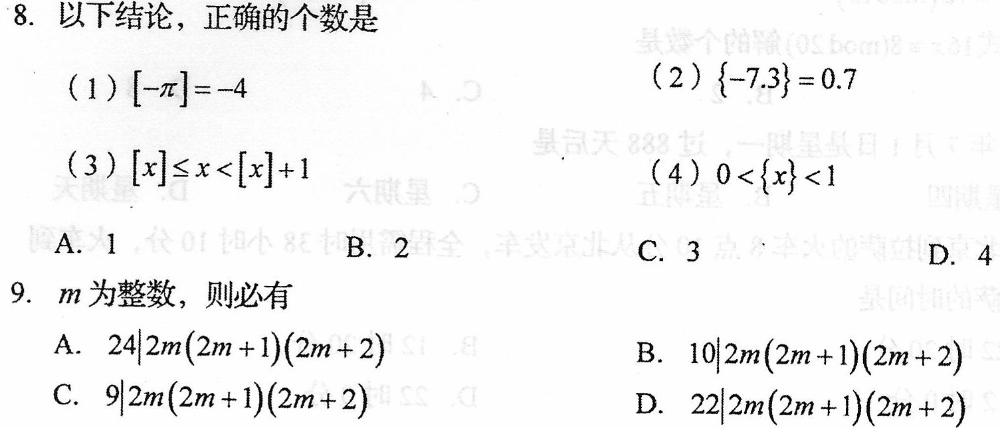 8. 以下结论，正确的个数是
（1）[-π]=-4 （2）{-7.3}=0.7
（3）[x]≤x<[x]+1 （4）0<{x}<1
A. 1 B. 2 C. 3 D. 4
9. m为整数，则必有
A. 24|2m(2m+1)(2m+2) B. 10|2m(2m+1)(2m+2)
C. 9|2m(2m+1)(2m+2) D. 22|2m(2m+1)(2m+2)